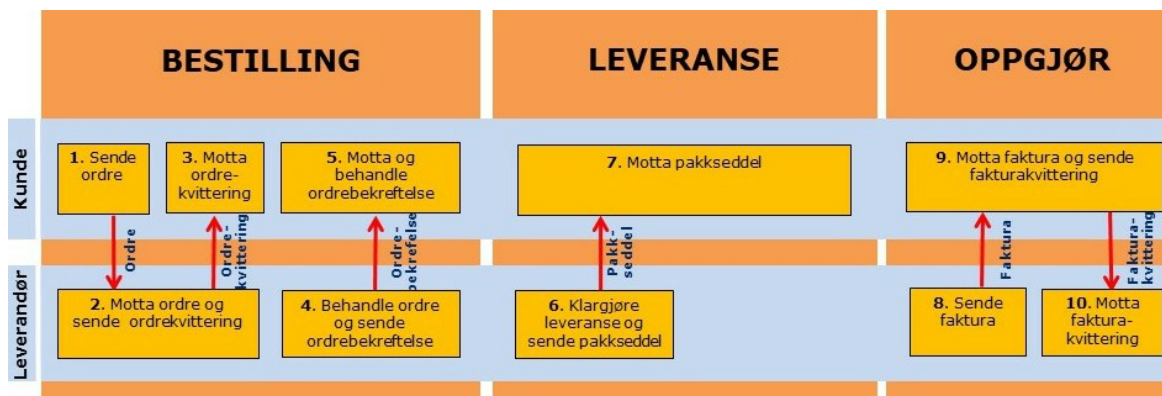 BESTILLING
LEVERANSE
OPPGJØR
Kunde
1. Sende
ordre
3. Motta
ordre-
kvittering
5. Motta og
behandle
ordrebekreftelse
7. Motta pakkseddel
9. Motta faktura og sende
fakturakvittering
Ordre
Ordre-
kvittering
Ordre-
bekrefelse
Pakk-
seddel
Faktura
Faktura-
kvittering
Leverandør
2. Motta ordre og
sende ordrekvittering
4. Behandle ordre
og sende
ordrebekreftelse
6. Klargjøre
leveranse og
sende pakkseddel
8. Sende
faktura
10. Motta
faktura-
kvittering